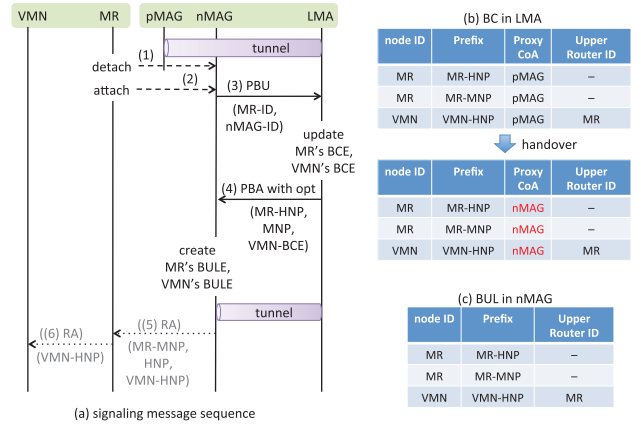 VMN MR pMAG nMAG LMA
tunnel
(1)
detach
(2)
attach
(3) PBU
(MR-ID,
nMAG-ID)
update
MR's BCE,
VMN's BCE
(4) PBA with opt
(MR-HNP,
MNP,
VMN-BCE)
create
MR's BULE,
VMN's BULE
tunnel
((5) RA)
(MR-MNP,
HNP,
VMN-HNP)
((6) RA)
(VMN-HNP)
(a) signaling message sequence
(b) BC in LMA
node ID Prefix Proxy CoA Upper Router ID
MR MR-HNP pMAG –
MR MR-MNP pMAG –
VMN VMN-HNP pMAG MR
handover
node ID Prefix Proxy CoA Upper Router ID
MR MR-HNP nMAG –
MR MR-MNP nMAG –
VMN VMN-HNP nMAG MR
(c) BUL in nMAG
node ID Prefix Upper Router ID
MR MR-HNP –
MR MR-MNP –
VMN VMN-HNP MR